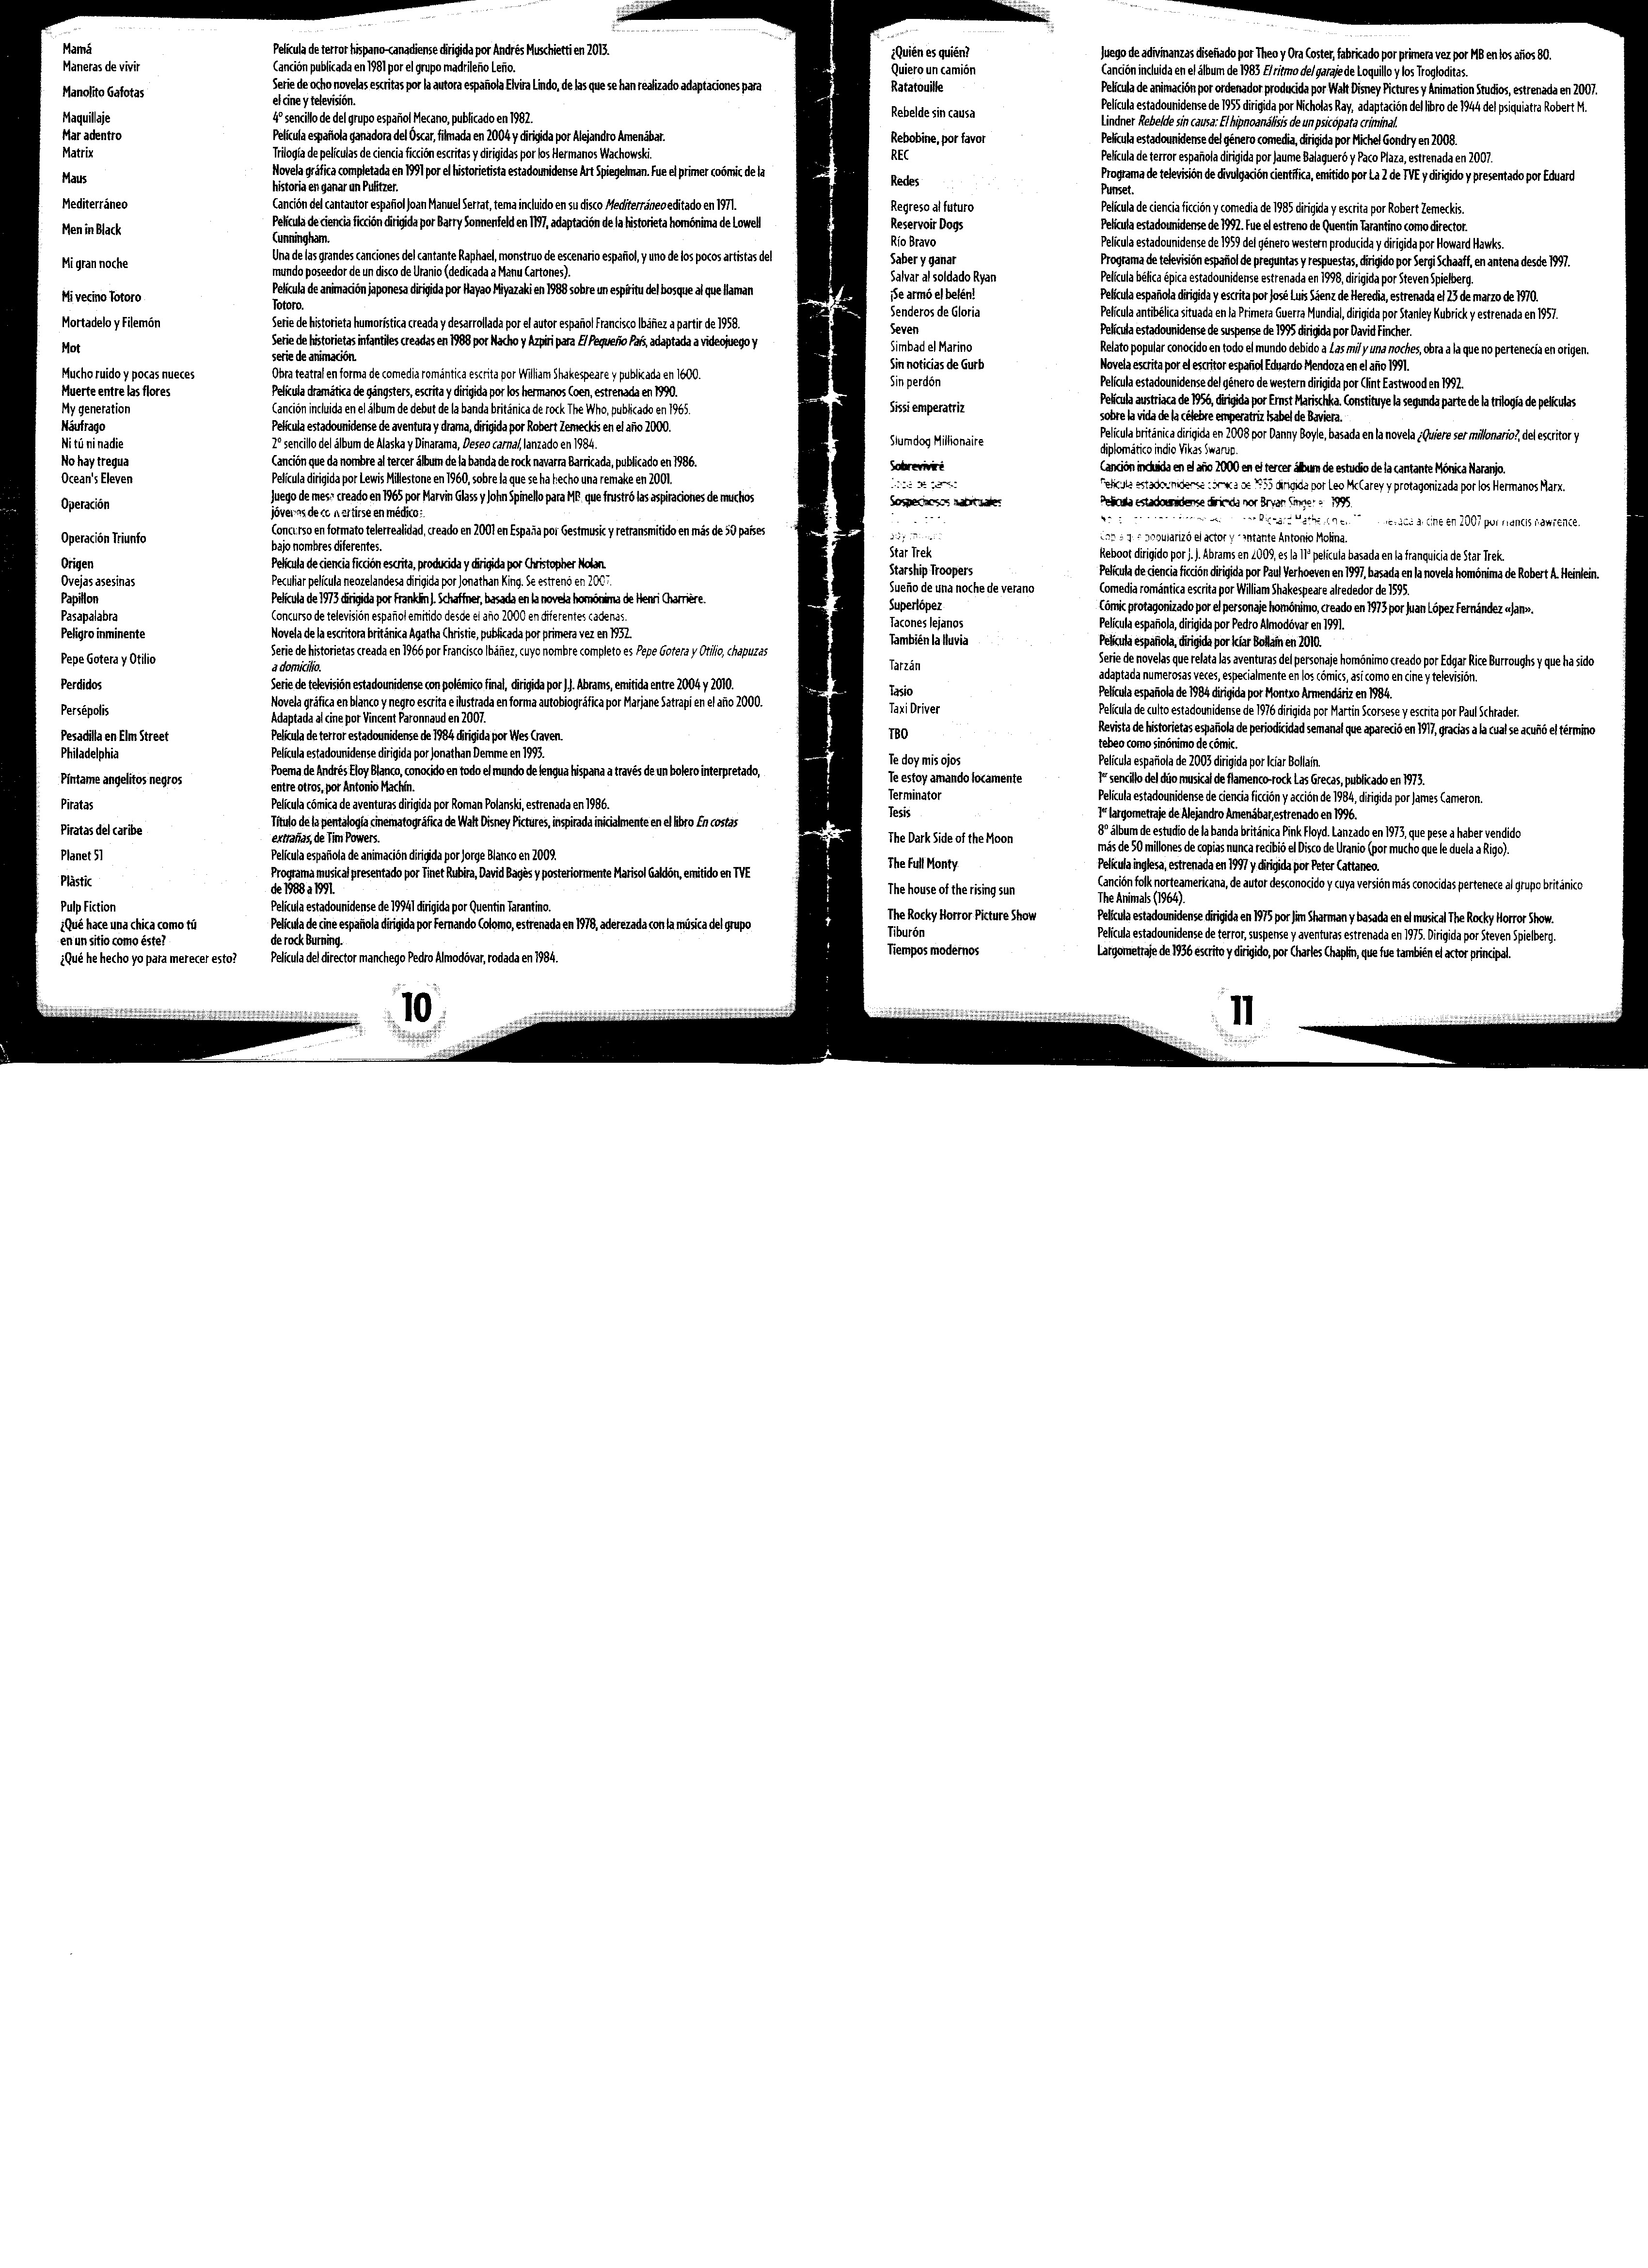 Mamá Película de terror hispano-canadiense dirigida por Andrés Muschietti en 2013.
Maneras de vivir Canción publicada en 1981 por el grupo madrileño Leño.
Manolito Gafotas Serie de ocho novelas escritas por la autora española Elvira Lindo, de las que se han realizado adaptaciones para
el cine y televisión.
Maquillaje 4º sencillo de del grupo español Mecano, publicado en 1982.
Mar adentro Película española ganadora del Óscar, filmada en 2004 y dirigida por Alejandro Amenábar.
Matrix Trilogía de películas de ciencia ficción escritas y dirigidas por los Hermanos Wachowski.
Maus Novela gráfica completada en 1991 por el historietista estadounidense Art Spiegelman. Fue el primer coómic de la
historia en ganar un Pulitzer.
Mediterráneo Canción del cantautor español Joan Manuel Serrat, tema incluido en su disco Mediterráneo editado en 1971.
Men in Black Película de ciencia ficción dirigida por Barry Sonnenfeld en 1197, adaptación de la historieta homónima de Lowell
Cunningham.
Mi gran noche Una de las grandes canciones del cantante Raphael, monstruo de escenario español, y uno de los pocos artistas del
mundo poseedor de un disco de Uranio (dedicada a Manu Cartones).
Mi vecino Totoro Película de animación japonesa dirigida por Hayao Miyazaki en 1988 sobre un espíritu del bosque al que llaman
Totoro.
Mortadelo y Filemón Serie de historieta humorística creada y desarrollada por el autor español Francisco Ibáñez a partir de 1958.
Mot Serie de historietas infantiles creadas en 1988 por Nacho y Azpiri para El Pequeño País, adaptada a videojuego y
serie de animación.
Mucho ruido y pocas nueces Obra teatral en forma de comedia romántica escrita por William Shakespeare y publicada en 1600.
Muerte entre las flores Película dramática de gángsters, escrita y dirigida por los hermanos Coen, estrenada en 1990.
My generation Canción incluida en el álbum de debut de la banda británica de rock The Who, publicado en 1965.
Náufrago Película estadounidense de aventura y drama, dirigida por Robert Zemeckis en el año 2000.
Ni tú ni nadie 2º sencillo del álbum de Alaska y Dinarama, Deseo carnal, lanzado en 1984.
No hay tregua Canción que da nombre al tercer álbum de la banda de rock navarra Barricada, publicado en 1986.
Ocean's Eleven Película dirigida por Lewis Millestone en 1960, sobre la que se ha hecho una remake en 2001.
Operación Juego de mesa creado en 1965 por Marvin Glass y John Spinello para MB, que frustró las aspiraciones de muchos
jóvenes de convertirse en médicos.
Operación Triunfo Concurso en formato telerrealidad, creado en 2001 en España por Gestmusic y retransmitido en más de 50 países
bajo nombres diferentes.
Origen Película de ciencia ficción escrita, producida y dirigida por Christopher Nolan.
Ovejas asesinas Peculiar película neozelandesa dirigida por Jonathan King. Se estrenó en 2007.
Papillon Película de 1973 dirigida por Franklin J. Schaffner, basada en la novela homónima de Henri Charrière.
Pasapalabra Concurso de televisión español emitido desde el año 2000 en diferentes cadenas.
Peligro inminente Novela de la escritora británica Agatha Christie, publicada por primera vez en 1932.
Pepe Gotera y Otilio Serie de historietas creada en 1966 por Francisco Ibáñez, cuyo nombre completo es Pepe Gotera y Otilio, chapuzas
a domicilio.
Perdidos Serie de televisión estadounidense con polémico final, dirigida por J.J. Abrams, emitida entre 2004 y 2010.
Persépolis Novela gráfica en blanco y negro escrita e ilustrada en forma autobiográfica por Marjane Satrapi en el año 2000.
Adaptada al cine por Vincent Paronnaud en 2007.
Pesadilla en Elm Street Película de terror estadounidense de 1984 dirigida por Wes Craven.
Philadelphia Película estadounidense dirigida por Jonathan Demme en 1993.
Píntame angelitos negros Poema de Andrés Eloy Blanco, conocido en todo el mundo de lengua hispana a través de un bolero interpretado,
entre otros, por Antonio Machín.
Piratas Película cómica de aventuras dirigida por Roman Polanski, estrenada en 1986.
Piratas del caribe Título de la pentalogía cinematográfica de Walt Disney Pictures, inspirada inicialmente en el libro En costas
extrañas, de Tim Powers.
Planet 51 Película española de animación dirigida por Jorge Blanco en 2009.
Plàstic Programa musical presentado por Tinet Rubira, David Bagès y posteriormente Marisol Galdón, emitido en TVE
de 1988 a 1991.
Pulp Fiction Película estadounidense de 19941 dirigida por Quentin Tarantino.
¿Qué hace una chica como tú Película de cine española dirigida por Fernando Colomo, estrenada en 1978, aderezada con la música del grupo
en un sitio como éste? de rock Burning.
¿Qué he hecho yo para merecer esto? Película del director manchego Pedro Almodóvar, rodada en 1984.
10
¿Quién es quién? Juego de adivinanzas diseñado por Theo y Ora Coster, fabricado por primera vez por MB en los años 80.
Quiero un camión Canción incluida en el álbum de 1983 El ritmo del garaje de Loquillo y los Trogloditas.
Ratatouille Película de animación por ordenador producida por Walt Disney Pictures y Animation Studios, estrenada en 2007.
Rebelde sin causa Película estadounidense de 1955 dirigida por Nicholas Ray, adaptación del libro de 1944 del psiquiatra Robert M.
Lindner Rebelde sin causa: El hipnoanálisis de un psicópata criminal.
Rebobine, por favor Película estadounidense del género comedia, dirigida por Michel Gondry en 2008.
REC Película de terror española dirigida por Jaume Balagueró y Paco Plaza, estrenada en 2007.
Redes Programa de televisión de divulgación científica, emitido por La 2 de TVE y dirigido y presentado por Eduard
Punset.
Regreso al futuro Película de ciencia ficción y comedia de 1985 dirigida y escrita por Robert Zemeckis.
Reservoir Dogs Película estadounidense de 1992. Fue el estreno de Quentin Tarantino como director.
Río Bravo Película estadounidense de 1959 del género western producida y dirigida por Howard Hawks.
Saber y ganar Programa de televisión español de preguntas y respuestas, dirigido por Sergi Schaaff, en antena desde 1997.
Salvar al soldado Ryan Película bélica épica estadounidense estrenada en 1998, dirigida por Steven Spielberg.
¡Se armó el belén! Película española dirigida y escrita por José Luis Sáenz de Heredia, estrenada el 23 de marzo de 1970.
Senderos de Gloria Película antibélica situada en la Primera Guerra Mundial, dirigida por Stanley Kubrick y estrenada en 1957.
Seven Película estadounidense de suspense de 1995 dirigida por David Fincher.
Simbad el Marino Relato popular conocido en todo el mundo debido a Las mil y una noches, obra a la que no pertenecía en origen.
Sin noticias de Gurb Novela escrita por el escritor español Eduardo Mendoza en el año 1991.
Sin perdón Película estadounidense del género de western dirigida por Clint Eastwood en 1992.
Sissi emperatriz Película austriaca de 1956, dirigida por Ernst Marischka. Constituye la segunda parte de la trilogía de películas
sobre la vida de la célebre emperatriz Isabel de Baviera.
Slumdog Millionaire Película británica dirigida en 2008 por Danny Boyle, basada en la novela ¿Quiere ser millonario?, del escritor y
diplomático indio Vikas Swarup.
Sobreviviré Canción incluida en el año 2000 en el tercer álbum de estudio de la cantante Mónica Naranjo.
Sopa de ganso Película estadounidense cómica de 1933 dirigida por Leo McCarey y protagonizada por los Hermanos Marx.
Sospechosos habituales Película estadounidense dirigida por Bryan Singer en 1995.
Richard Matheson cine en 2007 por Francis Lawrence.
popularizó el actor y cantante Antonio Molina.
Star Trek Reboot dirigido por J. J. Abrams en 2009, es la 11ª película basada en la franquicia de Star Trek.
Starship Troopers Película de ciencia ficción dirigida por Paul Verhoeven en 1997, basada en la novela homónima de Robert A. Heinlein.
Sueño de una noche de verano Comedia romántica escrita por William Shakespeare alrededor de 1595.
Superlópez Cómic protagonizado por el personaje homónimo, creado en 1973 por Juan López Fernández «Jan».
Tacones lejanos Película española, dirigida por Pedro Almodóvar en 1991.
También la lluvia Película española, dirigida por Icíar Bollaín en 2010.
Tarzán Serie de novelas que relata las aventuras del personaje homónimo creado por Edgar Rice Burroughs y que ha sido
adaptada numerosas veces, especialmente en los cómics, así como en cine y televisión.
Tasio Película española de 1984 dirigida por Montxo Armendáriz en 1984.
Taxi Driver Película de culto estadounidense de 1976 dirigida por Martin Scorsese y escrita por Paul Schrader.
TBO Revista de historietas española de periodicidad semanal que apareció en 1917, gracias a la cual se acuñó el término
tebeo como sinónimo de cómic.
Te doy mis ojos Película española de 2003 dirigida por Icíar Bollaín.
Te estoy amando locamente 1er sencillo del dúo musical de flamenco-rock Las Grecas, publicado en 1973.
Terminator Película estadounidense de ciencia ficción y acción de 1984, dirigida por James Cameron.
Tesis 1er largometraje de Alejandro Amenábar,estrenado en 1996.
The Dark Side of the Moon 8º álbum de estudio de la banda británica Pink Floyd. Lanzado en 1973, que pese a haber vendido
más de 50 millones de copias nunca recibió el Disco de Uranio (por mucho que le duela a Rigo).
The Full Monty Película inglesa, estrenada en 1997 y dirigida por Peter Cattaneo.
The house of the rising sun Canción folk norteamericana, de autor desconocido y cuya versión más conocidas pertenece al grupo británico
The Animals (1964).
The Rocky Horror Picture Show Película estadounidense dirigida en 1975 por Jim Sharman y basada en el musical The Rocky Horror Show.
Tiburón Película estadounidense de terror, suspense y aventuras estrenada en 1975. Dirigida por Steven Spielberg.
Tiempos modernos Largometraje de 1936 escrito y dirigido, por Charles Chaplin, que fue también el actor principal.
11